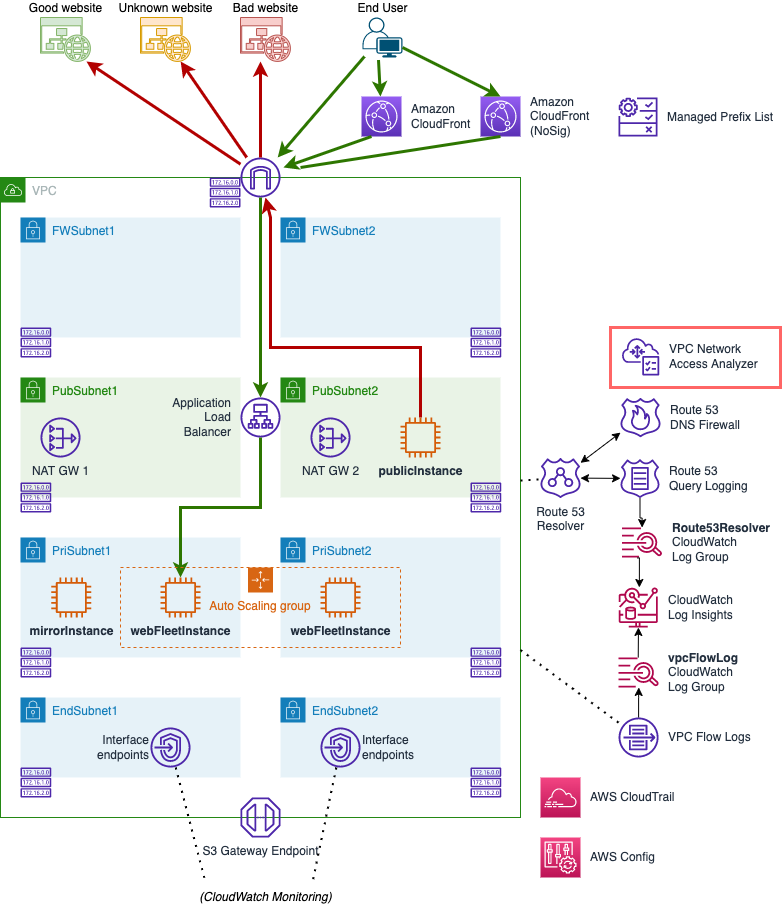 Good website
Unknown website
Bad website
End User
Amazon
CloudFront
Amazon
CloudFront
(NoSig)
Managed Prefix List
VPC
172.16.0.0
172.16.1.0
172.16.2.0
FWSubnet1
FWSubnet2
172.16.0.0
172.16.1.0
172.16.2.0
172.16.0.0
172.16.1.0
172.16.2.0
VPC Network
Access Analyzer
PubSubnet1
Application
Load
Balancer
PubSubnet2
Route 53
DNS Firewall
NAT GW 1
NAT GW 2
publicInstance
172.16.0.0
172.16.1.0
172.16.2.0
172.16.0.0
172.16.1.0
172.16.2.0
Route 53
Resolver
Route 53
Query Logging
Route53Resolver
CloudWatch
Log Group
PriSubnet1
PriSubnet2
Auto Scaling group
mirrorInstance
webFleetInstance
webFleetInstance
CloudWatch
Log Insights
172.16.0.0
172.16.1.0
172.16.2.0
172.16.0.0
172.16.1.0
172.16.2.0
vpcFlowLog
CloudWatch
Log Group
EndSubnet1
EndSubnet2
Interface
endpoints
Interface
endpoints
VPC Flow Logs
172.16.0.0
172.16.1.0
172.16.2.0
172.16.0.0
172.16.1.0
172.16.2.0
AWS CloudTrail
S3 Gateway Endpoint
AWS Config
(CloudWatch Monitoring)